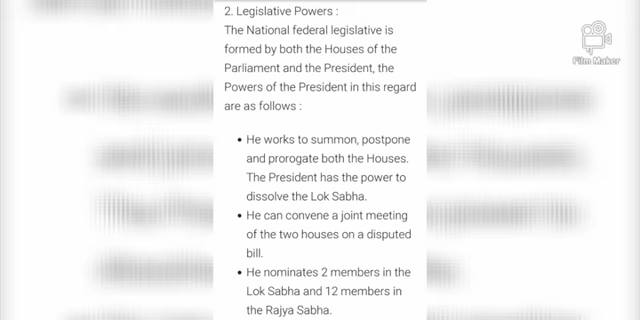 2. Legislative Powers :
The National federal legislative is
formed by both the Houses of the
Parliament and the President, the
Powers of the President in this regard
are as follows :
• He works to summon, postpone
and prorogate both the Houses.
The President has the power to
dissolve the Lok Sabha.
• He can convene a joint meeting
of the two houses on a disputed
bill.
• He nominates 2 members in the
Lok Sabha and 12 members in
the Rajya Sabha.
Film Maker